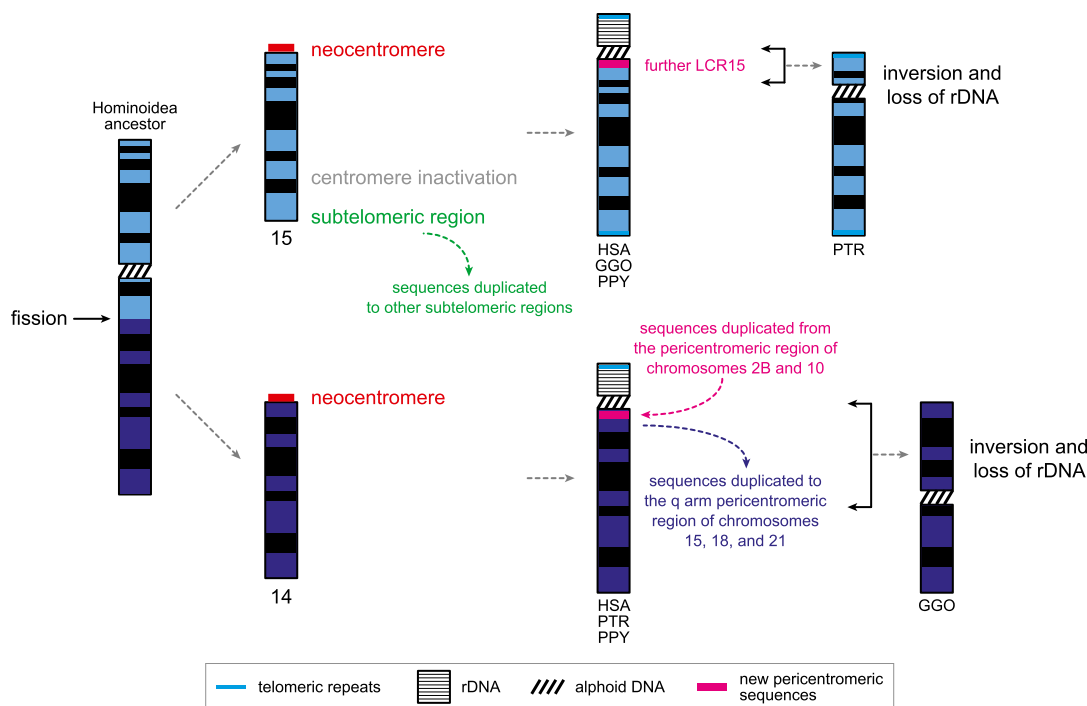 Hominoidea
ancestor
fission
neocentromere
centromere inactivation
subtelomeric region
15
sequences duplicated
to other subtelomeric regions
further LCR15
HSA
GGO
PPY
inversion and
loss of rDNA
PTR
neocentromere
14
sequences duplicated from
the pericentromeric region of
chromosomes 2B and 10
sequences duplicated to
the q arm pericentromeric
region of chromosomes
15, 18, and 21
HSA
PTR
PPY
inversion and
loss of rDNA
GGO
telomeric repeats
rDNA
alphoid DNA
new pericentromeric
sequences